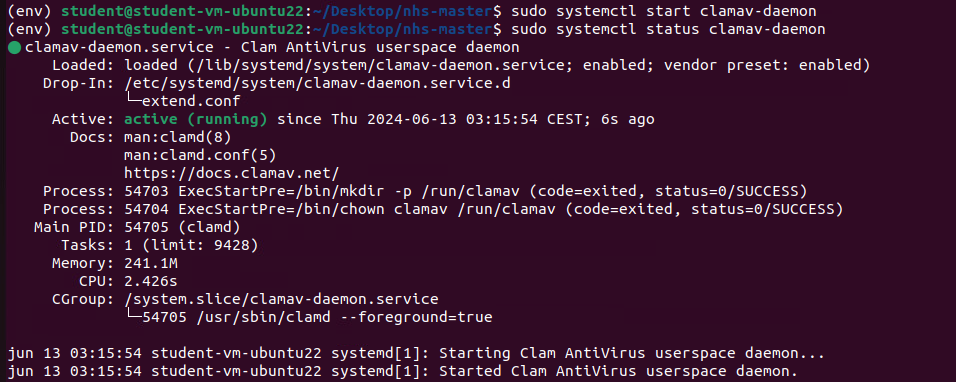 (env) student@student-vm-ubuntu22:~/Desktop/nhs-master$ sudo systemctl start clamav-daemon
(env) student@student-vm-ubuntu22:~/Desktop/nhs-master$ sudo systemctl status clamav-daemon
● clamav-daemon.service - Clam AntiVirus userspace daemon
     Loaded: loaded (/lib/systemd/system/clamav-daemon.service; enabled; vendor preset: enabled)
    Drop-In: /etc/systemd/system/clamav-daemon.service.d
             └─extend.conf
     Active: active (running) since Thu 2024-06-13 03:15:54 CEST; 6s ago
       Docs: man:clamd(8)
             man:clamd.conf(5)
             https://docs.clamav.net/
    Process: 54703 ExecStartPre=/bin/mkdir -p /run/clamav (code=exited, status=0/SUCCESS)
    Process: 54704 ExecStartPre=/bin/chown clamav /run/clamav (code=exited, status=0/SUCCESS)
   Main PID: 54705 (clamd)
      Tasks: 1 (limit: 9428)
     Memory: 241.1M
        CPU: 2.426s
     CGroup: /system.slice/clamav-daemon.service
             └─54705 /usr/sbin/clamd --foreground=true

jun 13 03:15:54 student-vm-ubuntu22 systemd[1]: Starting Clam AntiVirus userspace daemon...
jun 13 03:15:54 student-vm-ubuntu22 systemd[1]: Started Clam AntiVirus userspace daemon.